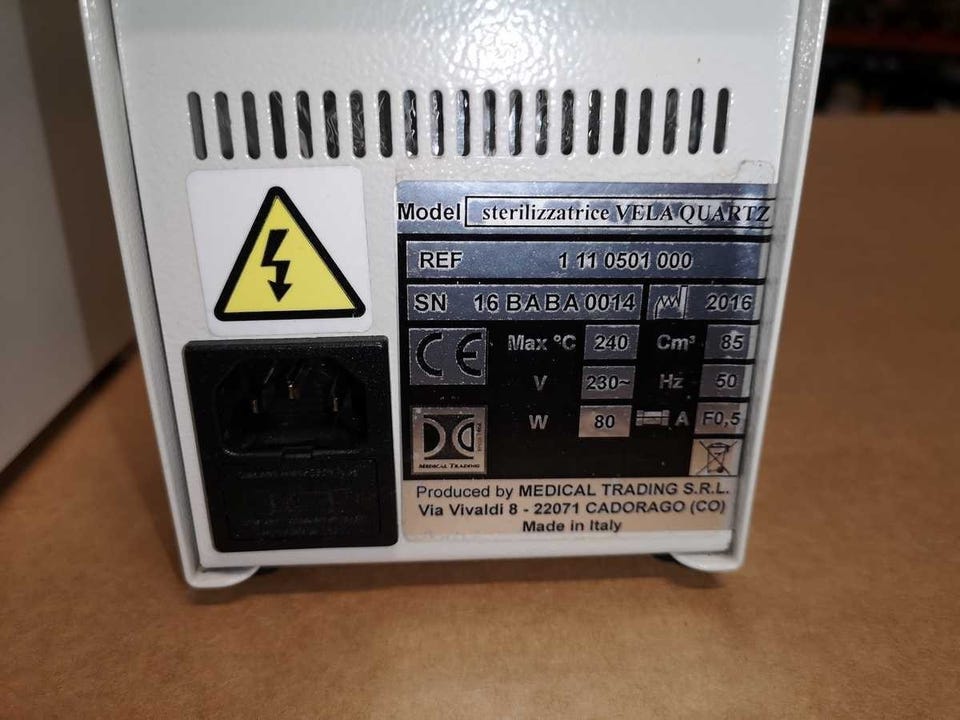 Model sterilizzatrice VELA QUARTZ
REF 1 11 0501 000
SN 16 BABA 0014 2016
CE Max °C 240 Cm³ 85
V 230~ Hz 50
W 80 A F0,5
MEDICAL TRADING
Produced by MEDICAL TRADING S.R.L.
Via Vivaldi 8 - 22071 CADORAGO (CO)
Made in Italy